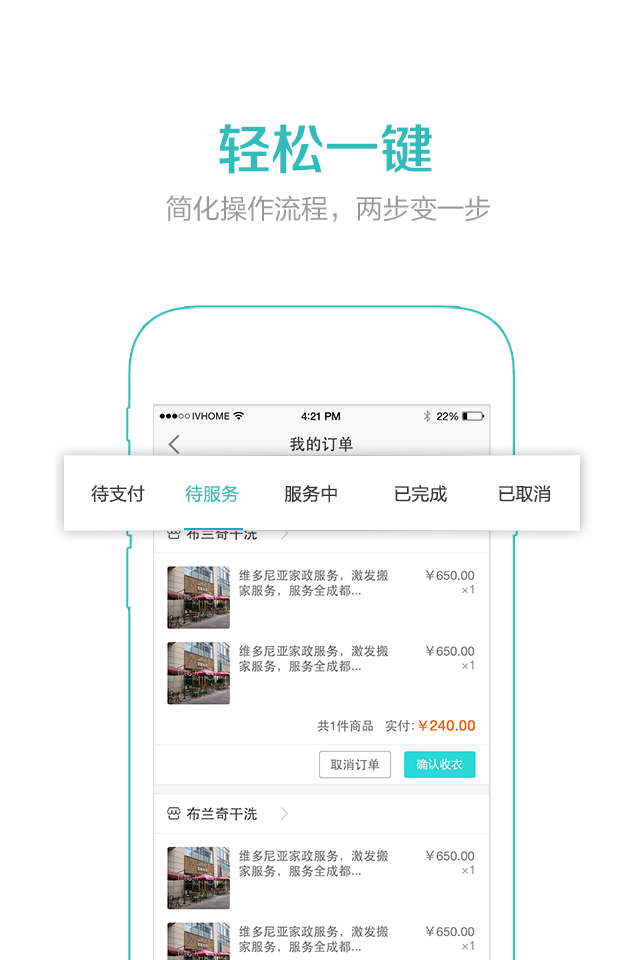 轻松一键
简化操作流程，两步变一步
IVHOME 4:21 PM 22%
我的订单
待支付 待服务 服务中 已完成 已取消
布兰奇干洗
维多尼亚家政服务，激发搬 ￥650.00
家服务，服务全成都... ×1
维多尼亚家政服务，激发搬 ￥650.00
家服务，服务全成都... ×1
共1件商品 实付：￥240.00
取消订单 确认收衣
布兰奇干洗
维多尼亚家政服务，激发搬 ￥650.00
家服务，服务全成都... ×1
维多尼亚家政服务，激发搬 ￥650.00
家服务，服务全成都... ×1